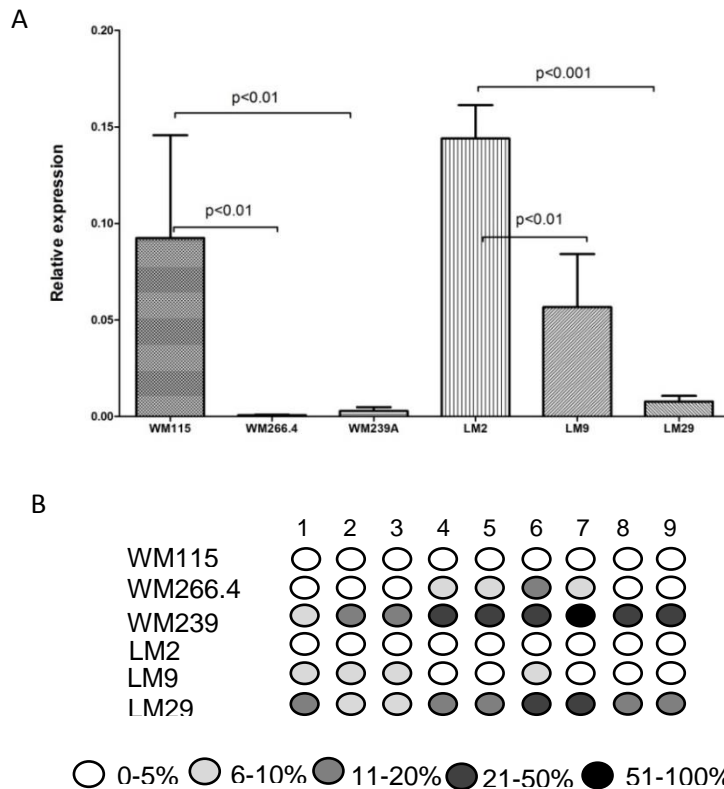 A
0.20
p<0.001
p<0.01
0.15
p<0.01
p<0.01
0.10
Relative expression
0.05
0.00
WM115 WM266.4 WM239A LM2 LM9 LM29
B
1 2 3 4 5 6 7 8 9
WM115
WM266.4
WM239
LM2
LM9
LM29
0-5% 6-10% 11-20% 21-50% 51-100%